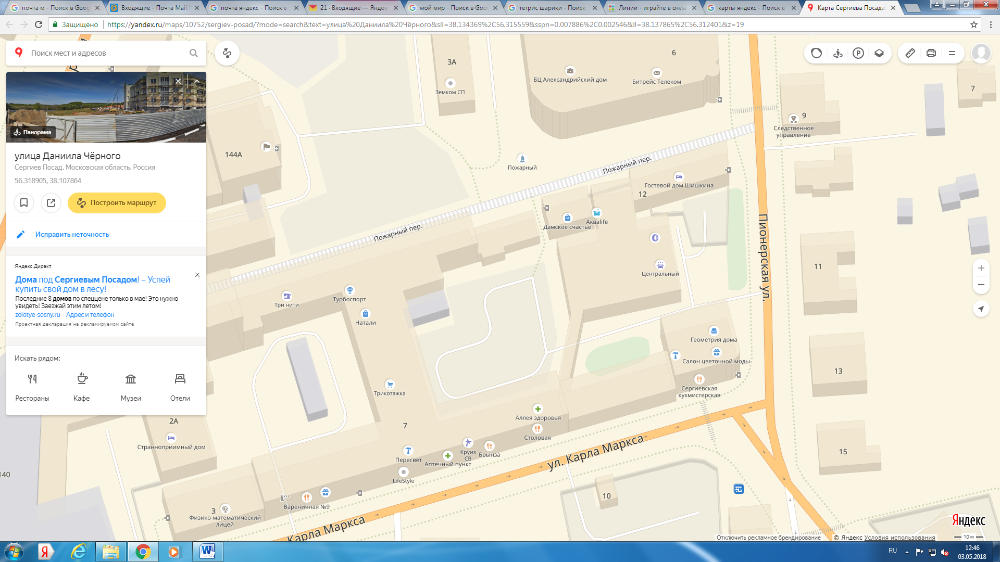 почта м - Поиск в Goog
Входящие - Почта Mail.R
почта яндекс - Поиск в
21 · Входящие — Яндекс
мой мир - Поиск в Goog
тетрис шарики - Поиск
Линии - играйте в онла
карты яндекс - Поиск в
Карта Сергиева Посада:
Защищено
https://yandex.ru/maps/10752/sergiev-posad/?mode=search&text=улица%20Даниила%20Чёрного&sll=38.134369%2C56.315559&sspn=0.007886%2C0.002546&ll=38.137865%2C56.312401&z=19
Поиск мест и адресов
Панорама
улица Даниила Чёрного
Сергиев Посад, Московская область, Россия
56.318905, 38.107864
Построить маршрут
Исправить неточность
Яндекс.Директ
Дома под Сергиевым Посадом! – Успей
купить свой дом в лесу!
Последние 8 домов по спеццене только в мае! Это нужно
увидеть! Заезжай этим летом!
zolotye-sosny.ru Адрес и телефон
Проектная декларация на рекламируемом сайте
Искать рядом:
Рестораны
Кафе
Музеи
Отели
3А
Земком СП
6
БЦ Александрийский дом
Битрейс Телеком
7
9
Следственное
управление
144А
Пожарный
Пожарный пер.
Гостевой дом Шишкина
12
Дамское счастье
Акваlife
Пожарный пер.
Пионерская ул.
Центральный
11
Три нити
Турбоспорт
Натали
Геометрия дома
Салон цветочной моды
13
Сергиевская
кухмистерская
Трикотажка
Аллея здоровья
Столовая
7
2А
Странноприимный дом
Круиз
СВ
Брынза
Пересвет
Аптечный пункт
ул. Карла Маркса
15
LifeStyle
140
10
Вареничная №9
3
Физико-математический
лицей
Карла Маркса
Яндекс
Отключить рекламное брендирование
© Яндекс Условия использования
10 м
P
Я
W
RU
12:46
03.05.2018